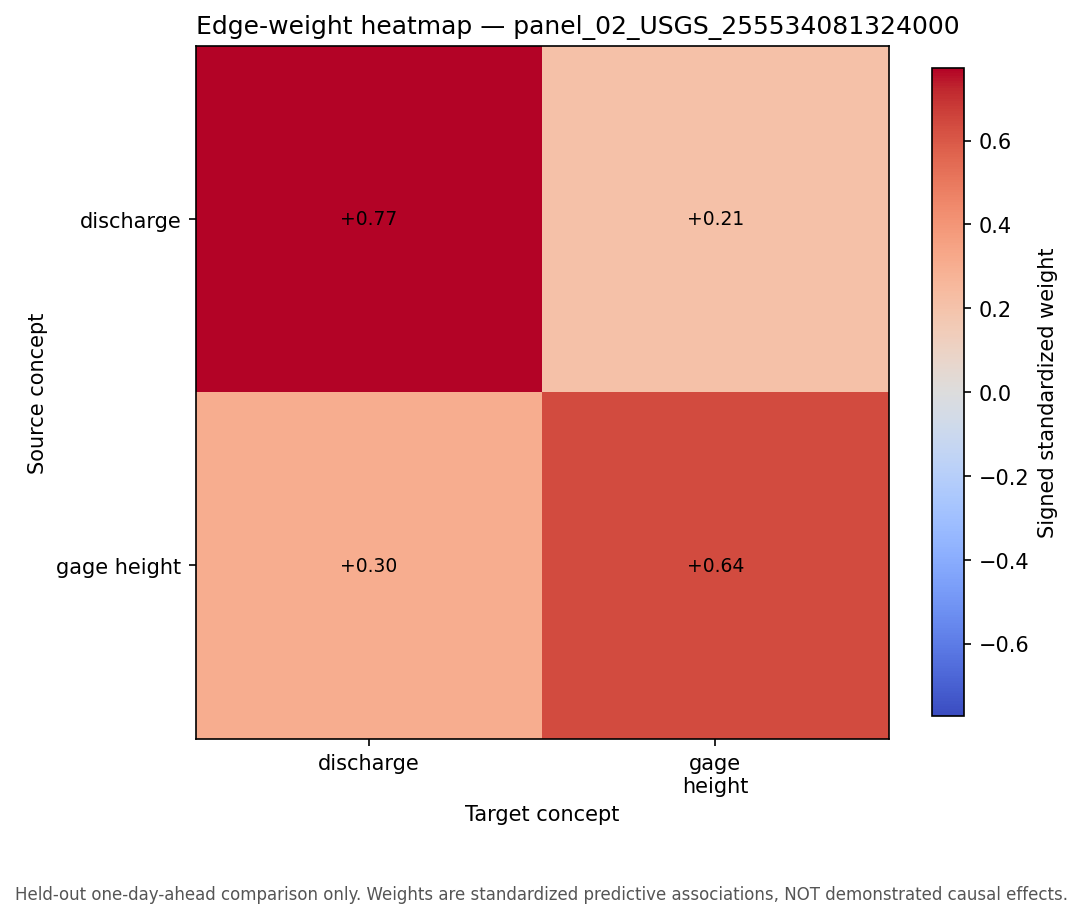 Edge-weight heatmap — panel_02_USGS_255534081324000
Source concept
discharge
gage height
+0.77
+0.21
+0.30
+0.64
discharge
gage
height
Target concept
0.6
0.4
0.2
0.0
−0.2
−0.4
−0.6
Signed standardized weight
Held-out one-day-ahead comparison only. Weights are standardized predictive associations, NOT demonstrated causal effects.